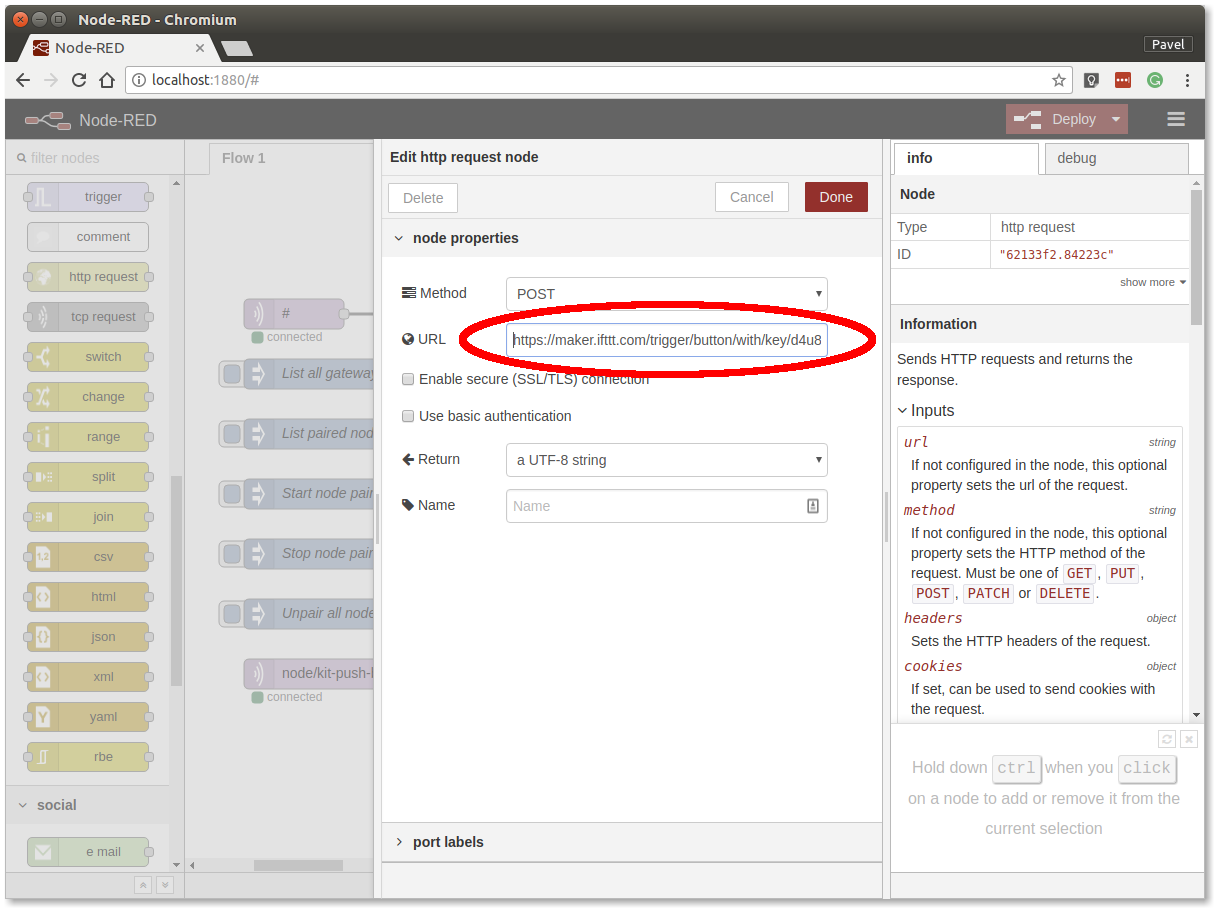 Node-RED - Chromium
Node-RED
Pavel
localhost:1880/#
Node-RED
Deploy
filter nodes
trigger
comment
http request
tcp request
switch
change
range
split
join
csv
html
json
xml
yaml
rbe
social
e mail
Flow 1
#
connected
List all gateway
List paired nod
Start node pair
Stop node pair
Unpair all node
node/kit-push-b
connected
Edit http request node
Delete
Cancel
Done
node properties
Method
POST
URL
https://maker.ifttt.com/trigger/button/with/key/d4u8
Enable secure (SSL/TLS) connection
Use basic authentication
Return
a UTF-8 string
Name
Name
port labels
info
debug
Node
Type http request
ID "62133f2.84223c"
show more
Information
Sends HTTP requests and returns the
response.
Inputs
url string
If not configured in the node, this optional
property sets the url of the request.
method string
If not configured in the node, this optional
property sets the HTTP method of the
request. Must be one of GET, PUT,
POST, PATCH or DELETE.
headers object
Sets the HTTP headers of the request.
cookies object
If set, can be used to send cookies with
the request.
Hold down ctrl when you click
on a node to add or remove it from the
current selection